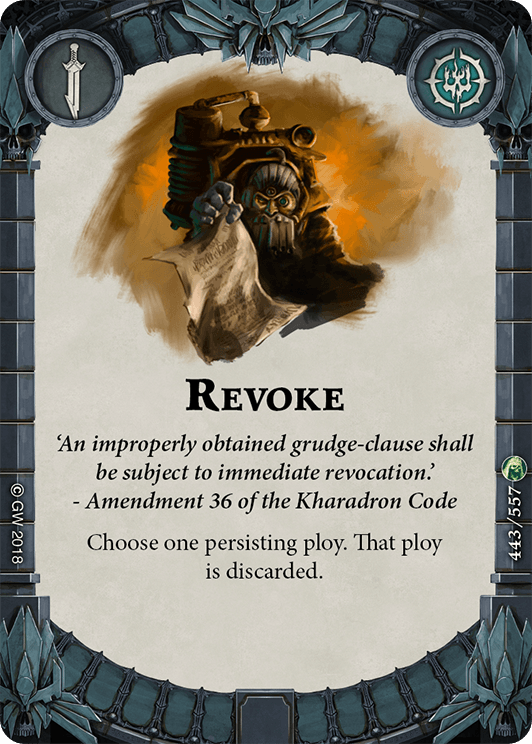 REVOKE
‘An improperly obtained grudge-clause shall
be subject to immediate revocation.’
- Amendment 36 of the Kharadron Code
Choose one persisting ploy. That ploy
is discarded.
© GW 2018
443/557